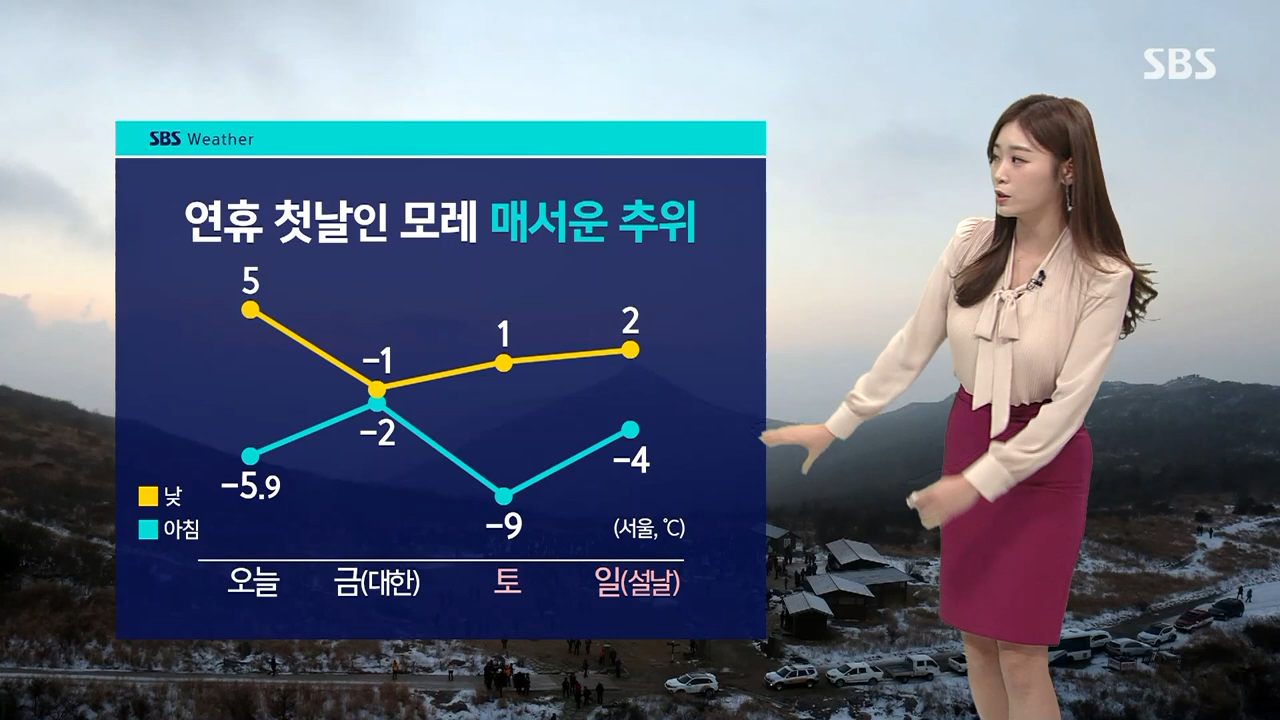 SBS
SBS Weather
연휴 첫날인 모레 매서운 추위
5
-1
1
2
-5.9
-2
-9
-4
낮
아침
(서울, ℃)
오늘 금(대한) 토 일(설날)